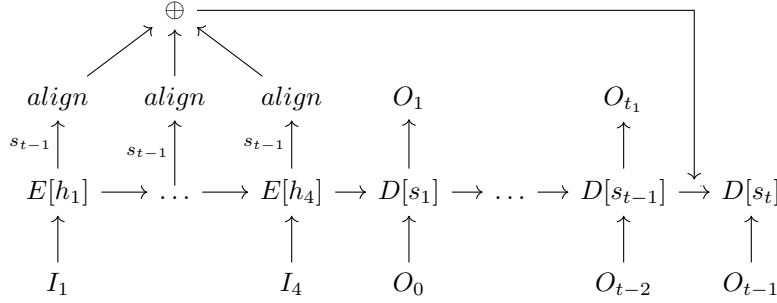 ⊕
align align align O_1 O_{t_1}
s_{t-1} s_{t-1} s_{t-1}
E[h_1] ... E[h_4] D[s_1] ... D[s_{t-1}] D[s_t]
I_1 I_4 O_0 O_{t-2} O_{t-1}